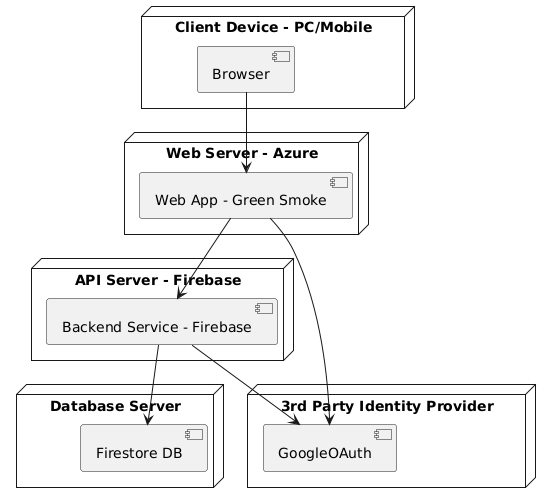 Client Device - PC/Mobile
Browser
Web Server - Azure
Web App - Green Smoke
API Server - Firebase
Backend Service - Firebase
Database Server
Firestore DB
3rd Party Identity Provider
GoogleOAuth